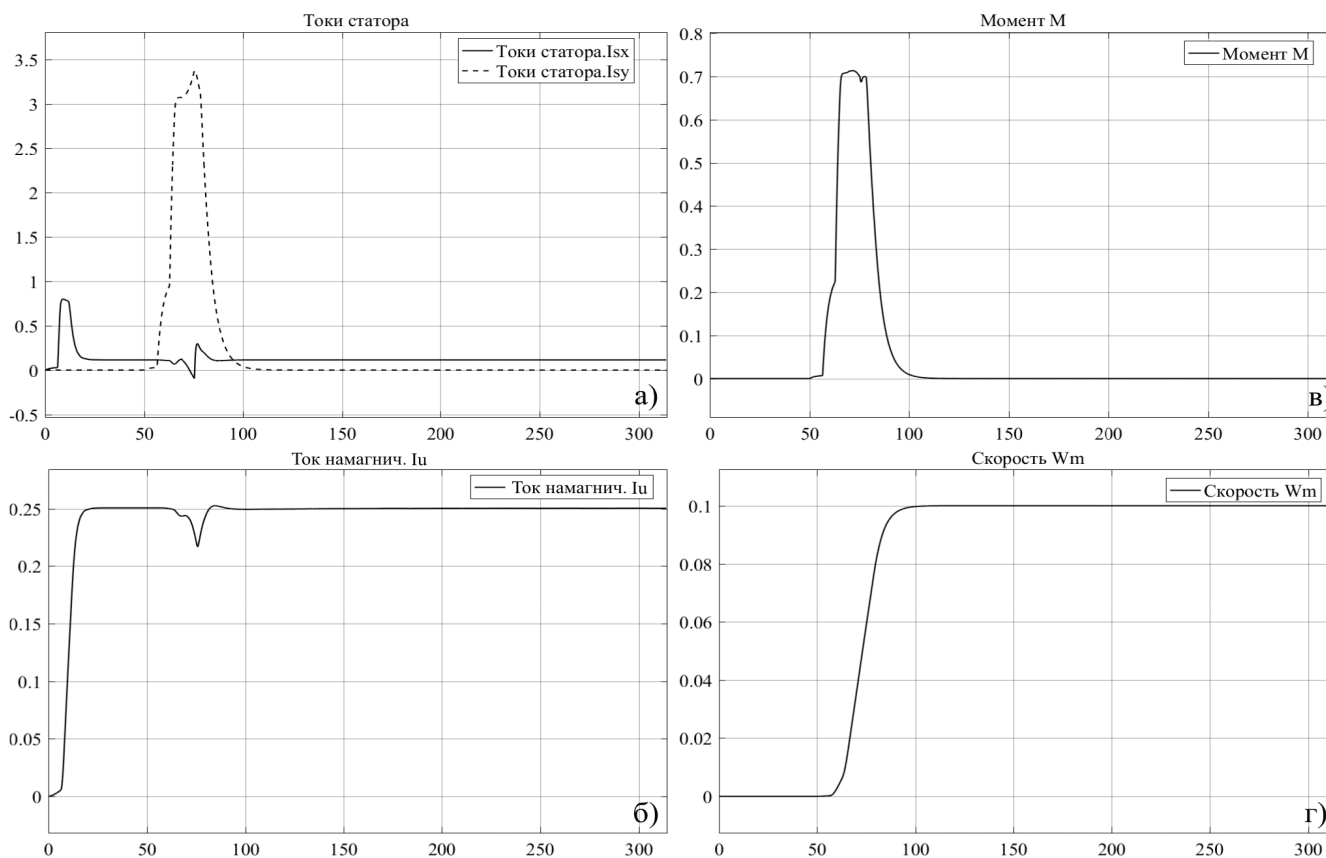 Токи статора
Токи статора.Isx
Токи статора.Isy
3.5
3
2.5
2
1.5
1
0.5
0
-0.5
0 50 100 150 200 250 300
а)
Момент M
Момент M
0.8
0.7
0.6
0.5
0.4
0.3
0.2
0.1
0
0 50 100 150 200 250 300
в)
Ток намагнич. Iu
Ток намагнич. Iu
0.25
0.2
0.15
0.1
0.05
0
0 50 100 150 200 250 300
б)
Скорость Wm
Скорость Wm
0.1
0.08
0.06
0.04
0.02
0
0 50 100 150 200 250 300
г)